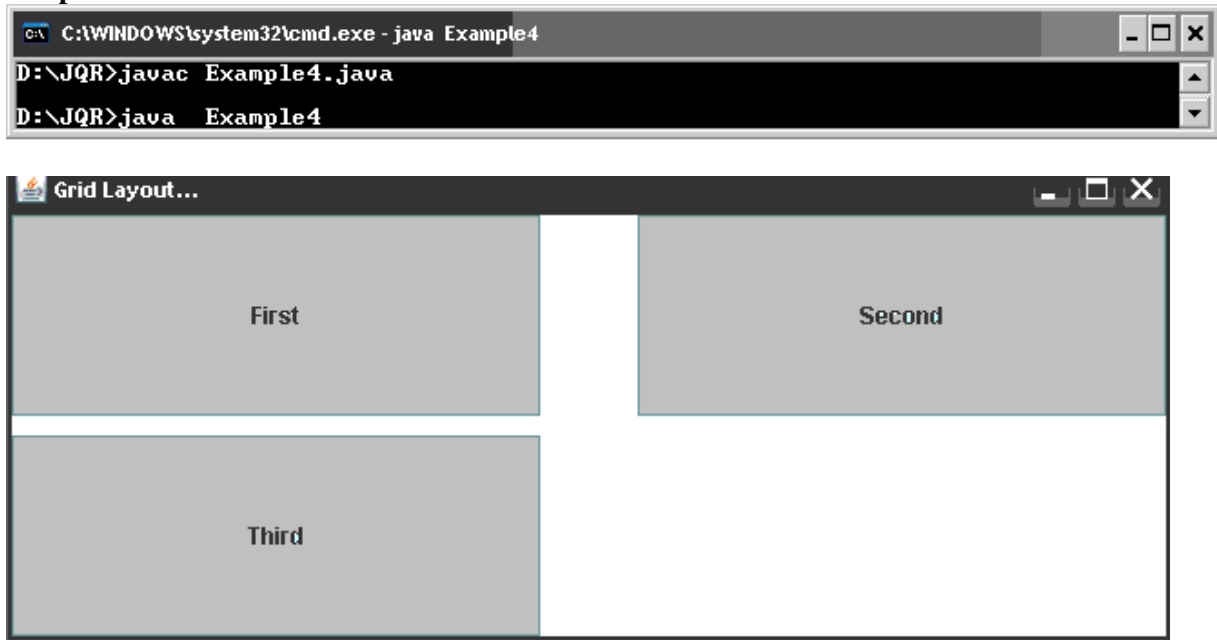 C:\WINDOWS\system32\cmd.exe - java Example4
D:\JQR>javac Example4.java
D:\JQR>java  Example4
Grid Layout...
First
Second
Third